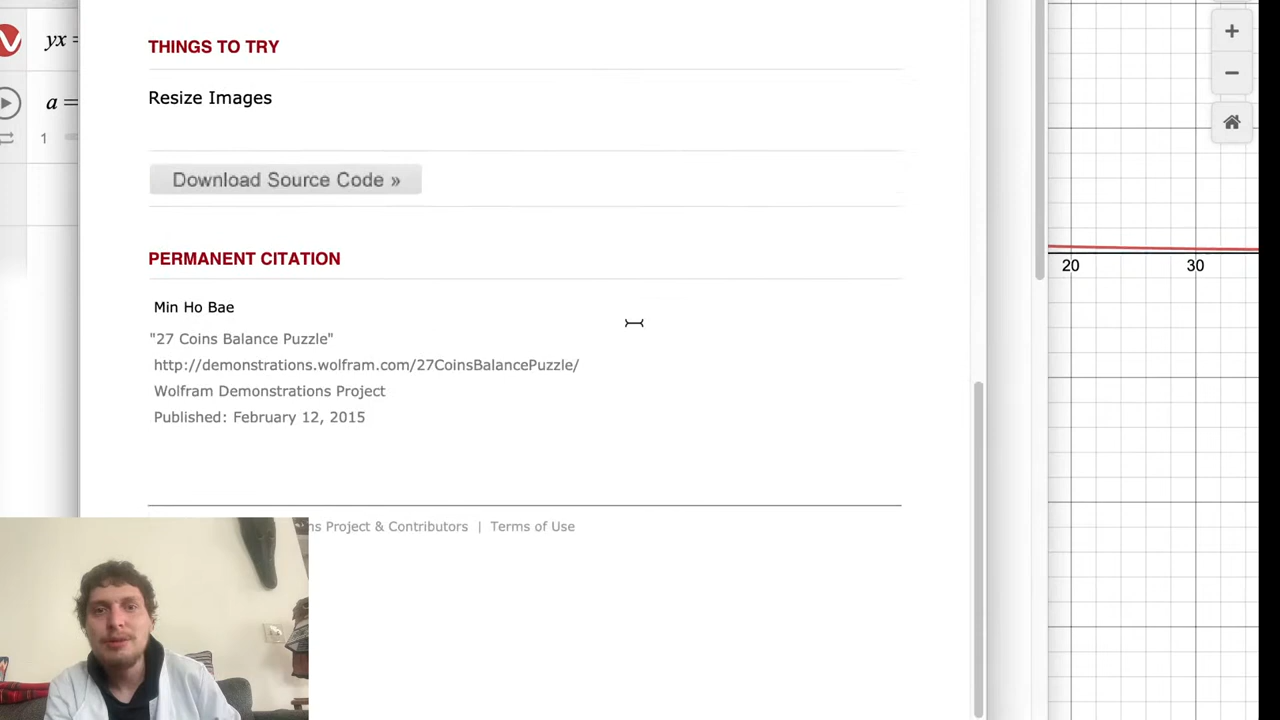 yx =
a =
1
THINGS TO TRY
Resize Images
Download Source Code »
PERMANENT CITATION
Min Ho Bae
"27 Coins Balance Puzzle"
http://demonstrations.wolfram.com/27CoinsBalancePuzzle/
Wolfram Demonstrations Project
Published: February 12, 2015
Project & Contributors | Terms of Use
+
−
20 30